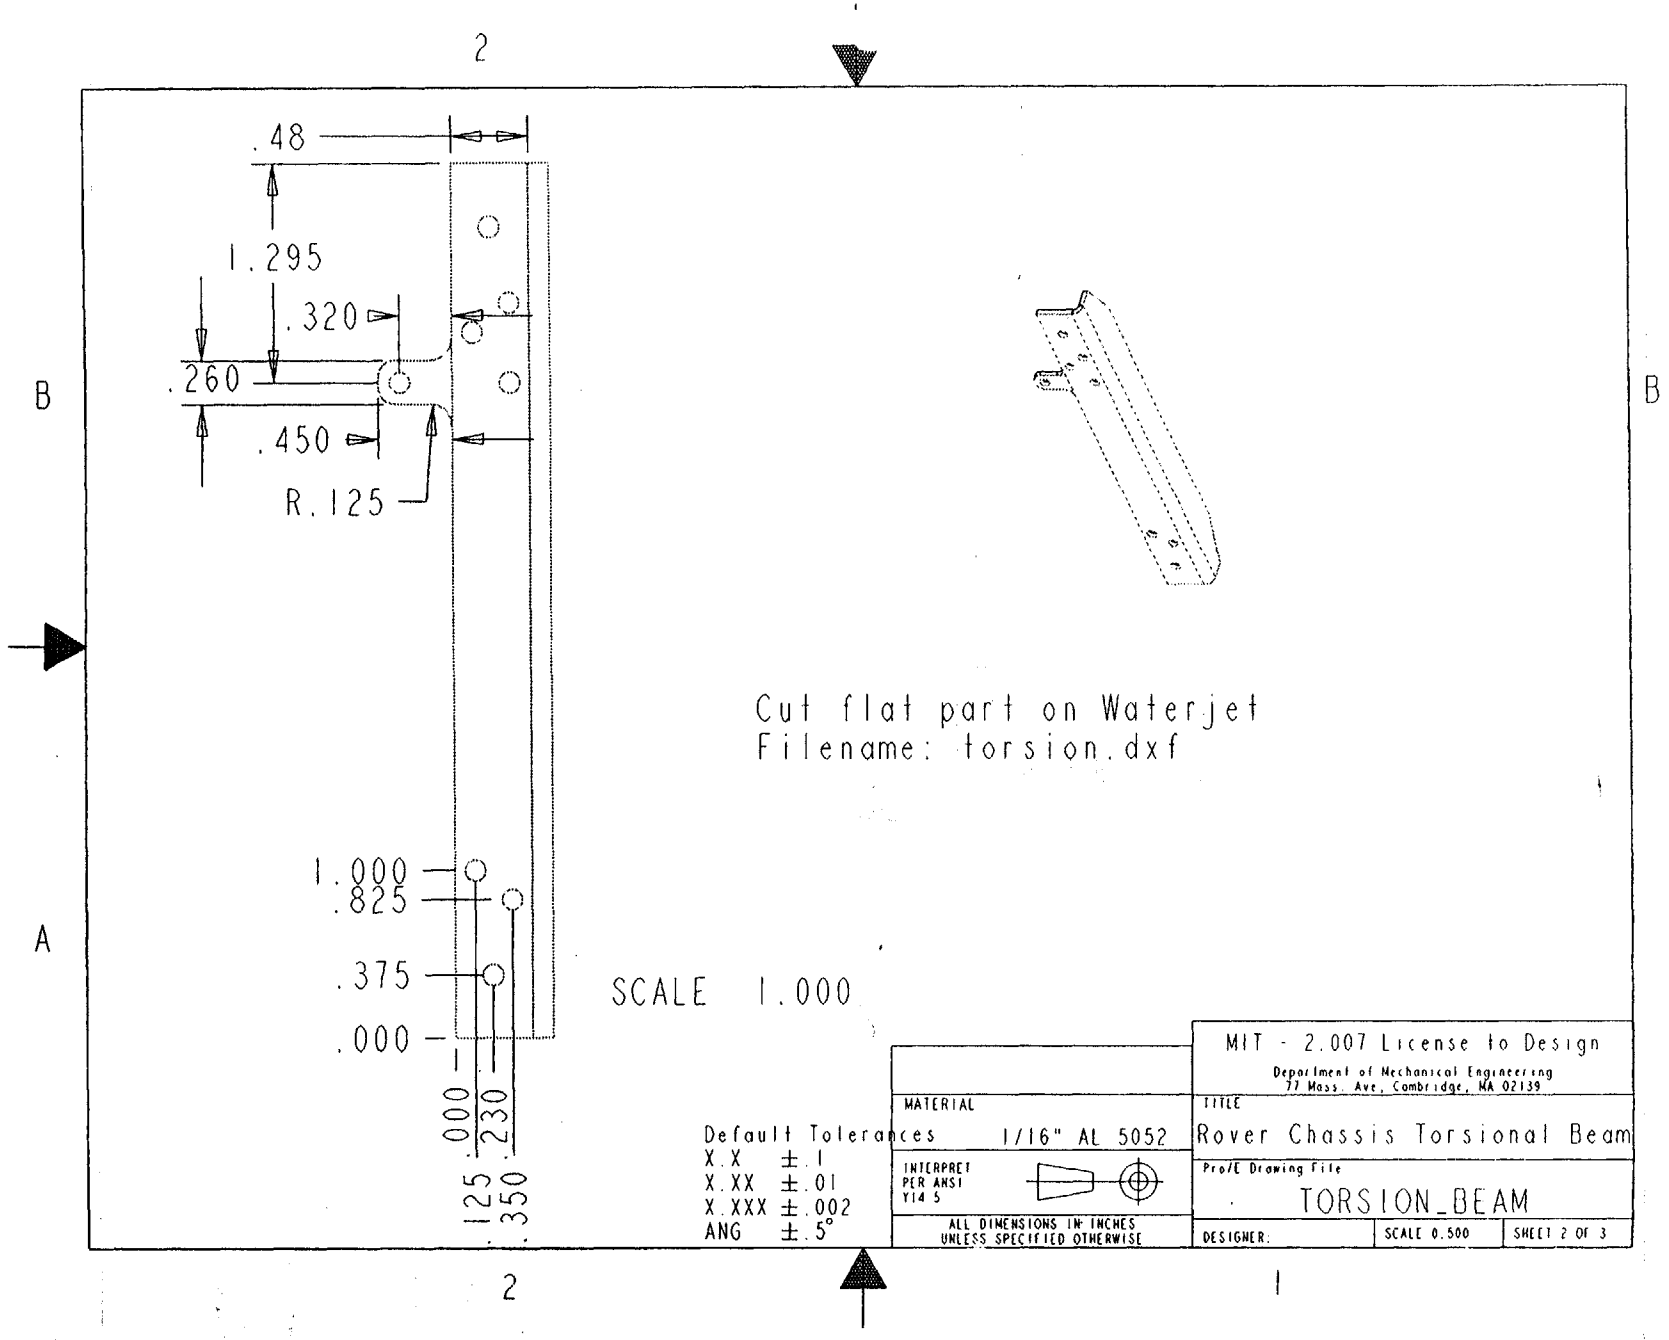 2
.48
1.295
.320
.260
.450
R.125
B
B
Cut flat part on Waterjet
Filename: torsion.dxf
1.000
.825
.375
.000
A
SCALE 1.000
.000
.230
.125
.350
Default Tolerances
X.X ±.1
X.XX ±.01
X.XXX ±.002
ANG ±.5°
MATERIAL
1/16" AL 5052
INTERPRET
PER ANSI
Y14.5
ALL DIMENSIONS IN INCHES
UNLESS SPECIFIED OTHERWISE
MIT - 2.007 License to Design
Department of Mechanical Engineering
77 Mass. Ave, Cambridge, MA 02139
TITLE
Rover Chassis Torsional Beam
Pro/E Drawing File
TORSION_BEAM
DESIGNER:
SCALE 0.500
SHEET 2 OF 3
2
1